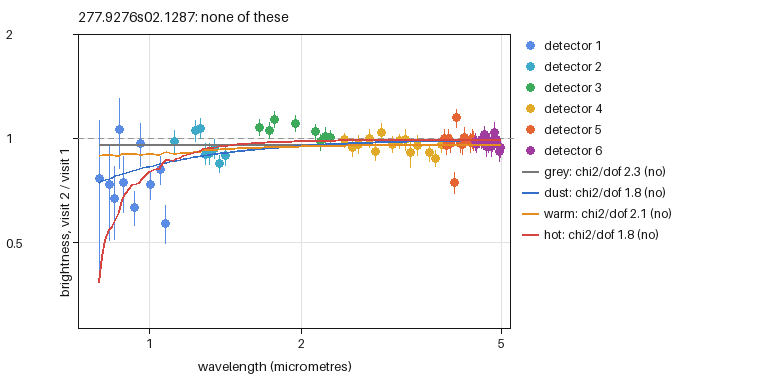 277.9276s02.1287: none of these
2
1
0.5
brightness, visit 2 / visit 1
1
2
5
wavelength (micrometres)
detector 1
detector 2
detector 3
detector 4
detector 5
detector 6
grey: chi2/dof 2.3 (no)
dust: chi2/dof 1.8 (no)
warm: chi2/dof 2.1 (no)
hot: chi2/dof 1.8 (no)